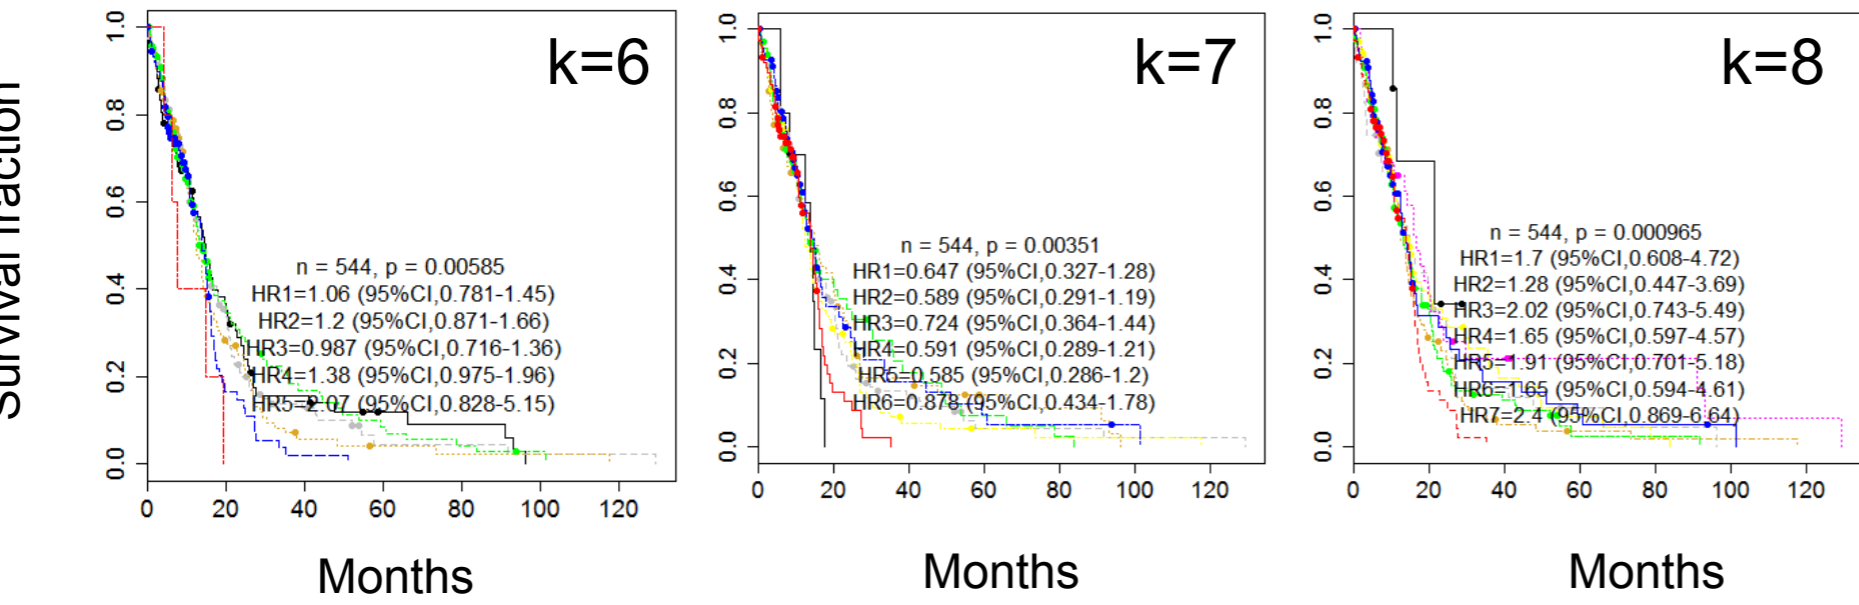 Survival fraction
k=6
1.0
0.8
0.6
0.4
0.2
0.0
n = 544, p = 0.00585
HR1=1.06 (95%CI,0.781-1.45)
HR2=1.2 (95%CI,0.871-1.66)
HR3=0.987 (95%CI,0.716-1.36)
HR4=1.38 (95%CI,0.975-1.96)
HR5=2.07 (95%CI,0.828-5.15)
0 20 40 60 80 100 120
Months
k=7
1.0
0.8
0.6
0.4
0.2
0.0
n = 544, p = 0.00351
HR1=0.647 (95%CI,0.327-1.28)
HR2=0.589 (95%CI,0.291-1.19)
HR3=0.724 (95%CI,0.364-1.44)
HR4=0.591 (95%CI,0.289-1.21)
HR5=0.585 (95%CI,0.286-1.2)
HR6=0.878 (95%CI,0.434-1.78)
0 20 40 60 80 100 120
Months
k=8
1.0
0.8
0.6
0.4
0.2
0.0
n = 544, p = 0.000965
HR1=1.7 (95%CI,0.608-4.72)
HR2=1.28 (95%CI,0.447-3.69)
HR3=2.02 (95%CI,0.743-5.49)
HR4=1.65 (95%CI,0.597-4.57)
HR5=1.91 (95%CI,0.701-5.18)
HR6=1.65 (95%CI,0.594-4.61)
HR7=2.4 (95%CI,0.869-6.64)
0 20 40 60 80 100 120
Months